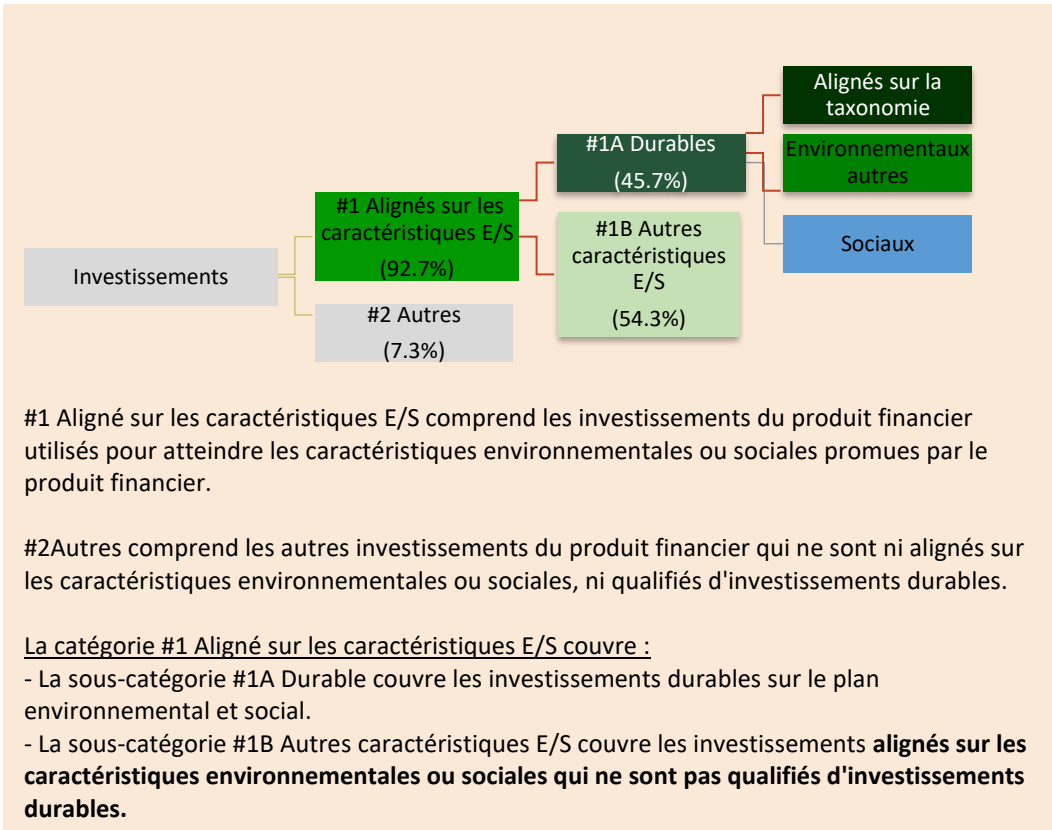 Alignés sur la
taxonomie
#1A Durables
(45.7%)
Environnementaux
autres
#1 Alignés sur les
caractéristiques E/S
(92.7%)
#1B Autres
caractéristiques
E/S
(54.3%)
Sociaux
Investissements
#2 Autres
(7.3%)
#1 Aligné sur les caractéristiques E/S comprend les investissements du produit financier
utilisés pour atteindre les caractéristiques environnementales ou sociales promues par le
produit financier.
#2Autres comprend les autres investissements du produit financier qui ne sont ni alignés sur
les caractéristiques environnementales ou sociales, ni qualifiés d'investissements durables.
La catégorie #1 Aligné sur les caractéristiques E/S couvre :
- La sous-catégorie #1A Durable couvre les investissements durables sur le plan
environnemental et social.
- La sous-catégorie #1B Autres caractéristiques E/S couvre les investissements alignés sur les
caractéristiques environnementales ou sociales qui ne sont pas qualifiés d'investissements
durables.